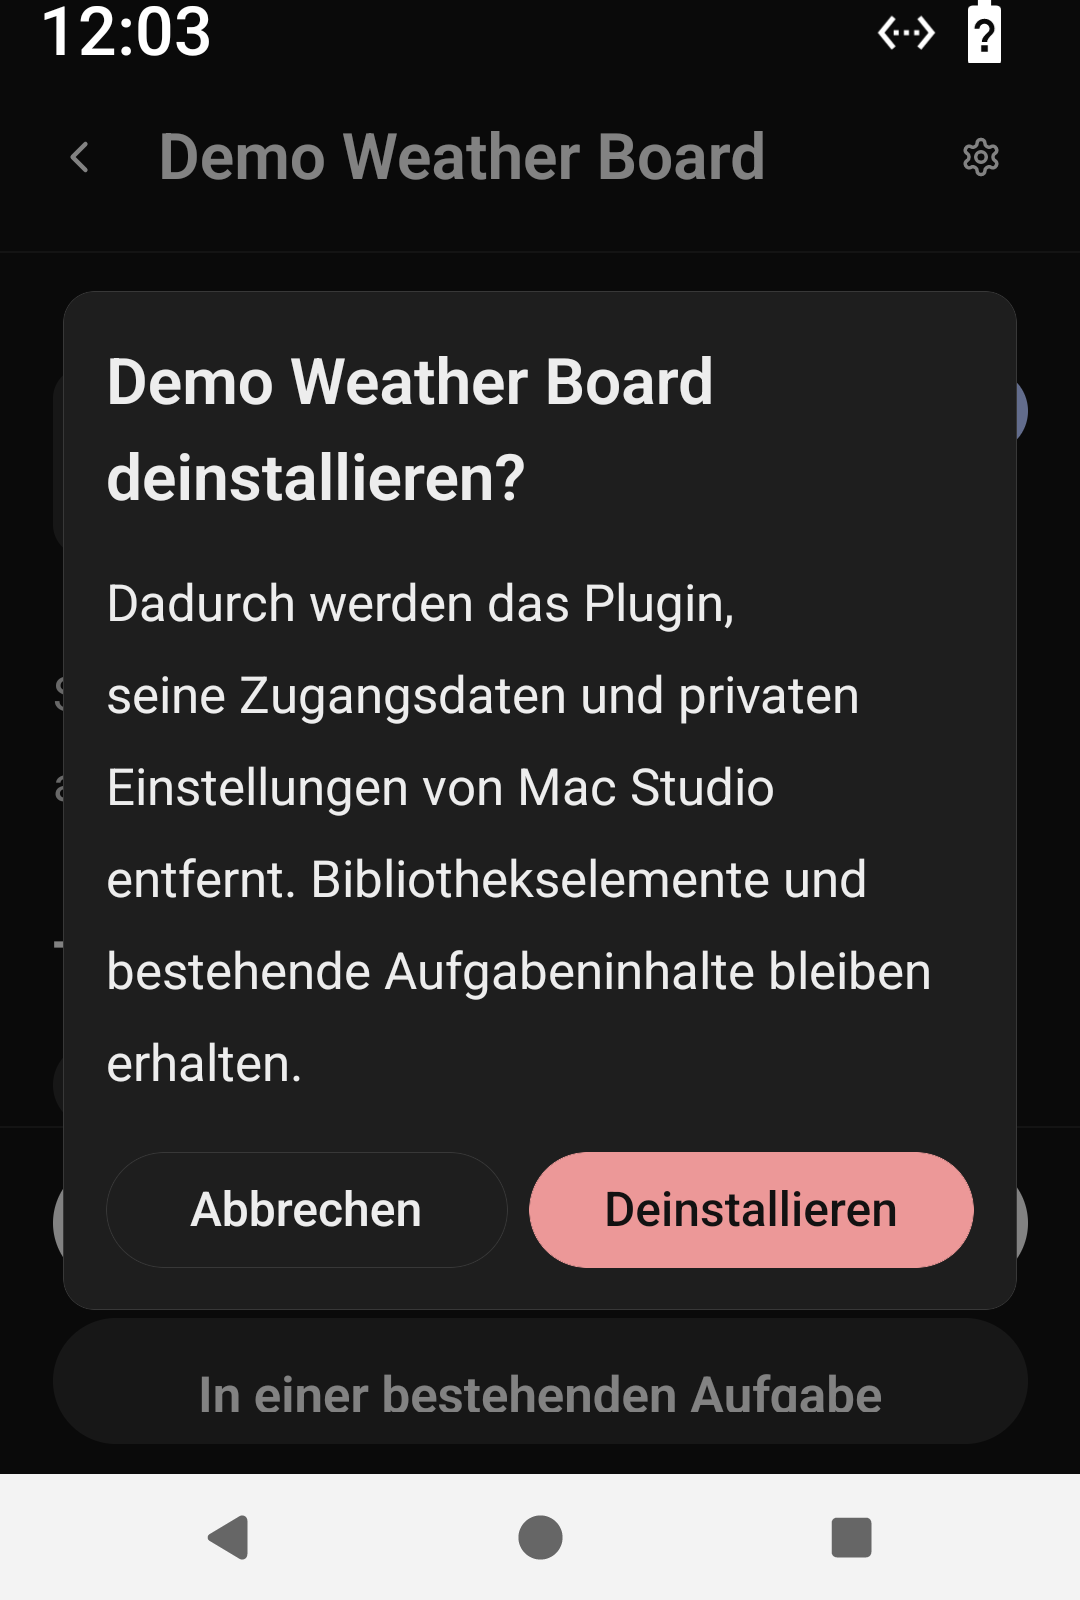 12:03
Demo Weather Board
Demo Weather Board
deinstallieren?
Dadurch werden das Plugin,
seine Zugangsdaten und privaten
Einstellungen von Mac Studio
entfernt. Bibliothekselemente und
bestehende Aufgabeninhalte bleiben
erhalten.
Abbrechen
Deinstallieren
In einer bestehenden Aufgabe